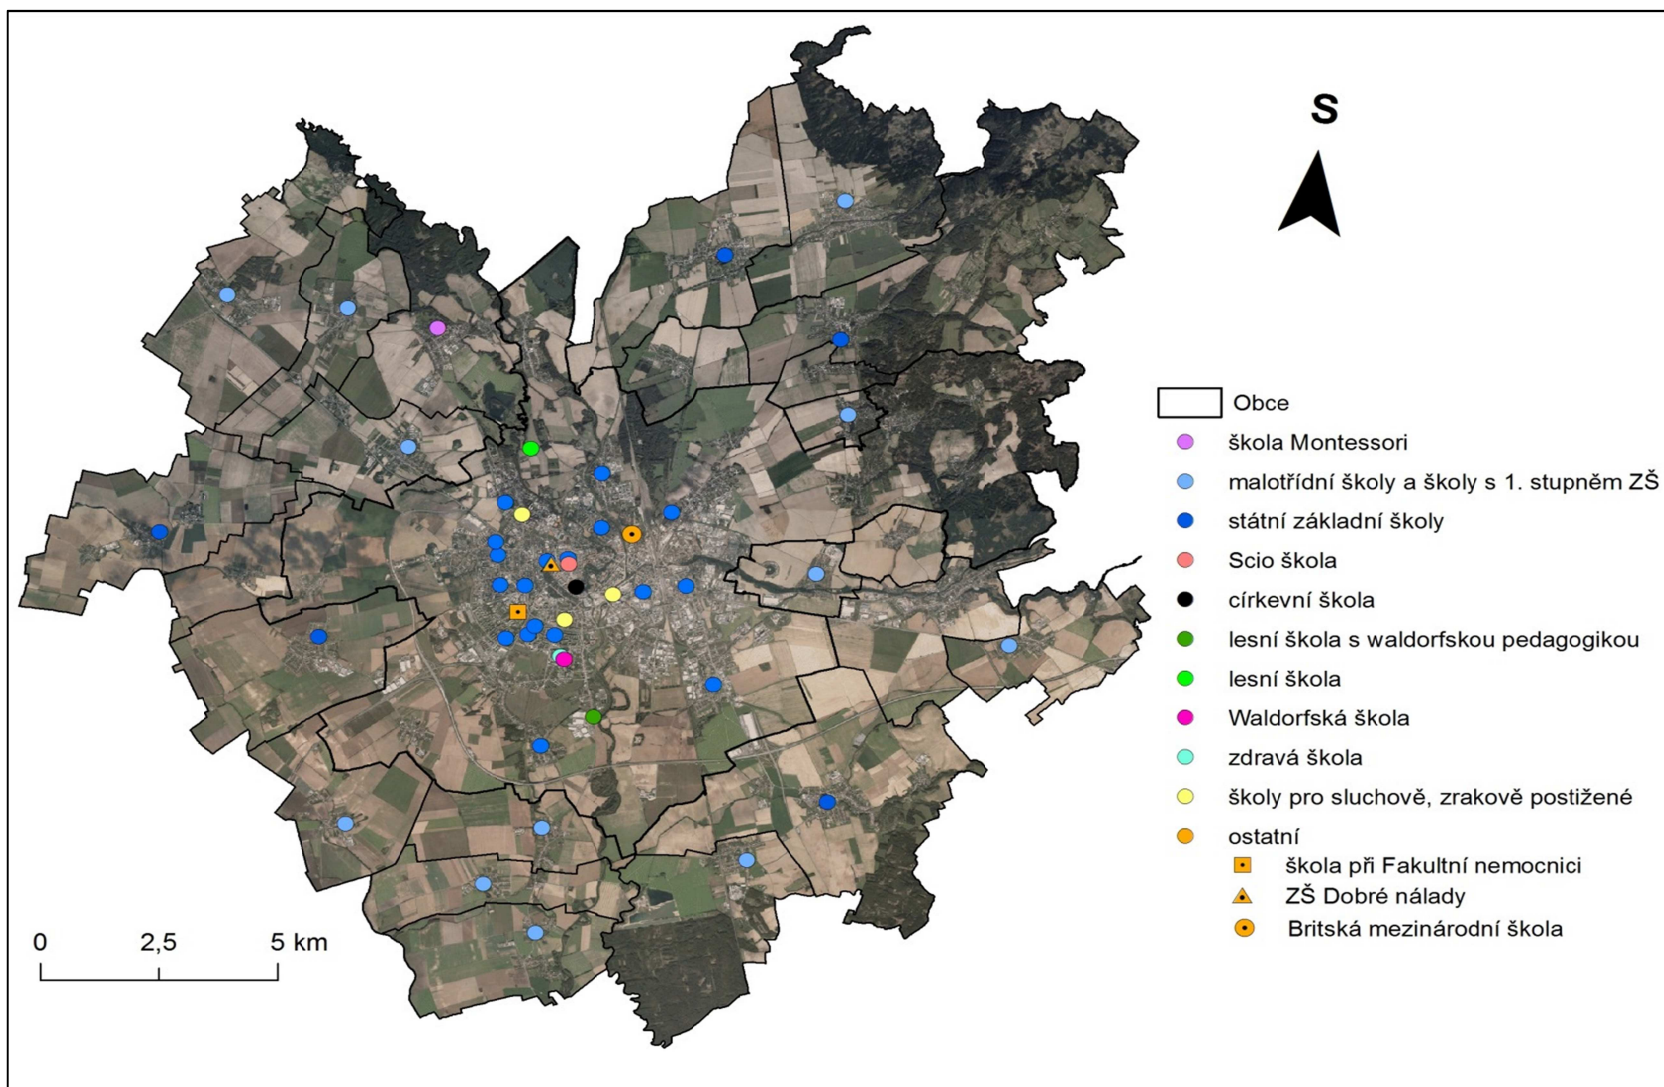 S
Obce
škola Montessori
malotřídní školy a školy s 1. stupněm ZŠ
státní základní školy
Scio škola
církevní škola
lesní škola s waldorfskou pedagogikou
lesní škola
Waldorfská škola
zdravá škola
školy pro sluchově, zrakově postižené
ostatní
škola při Fakultní nemocnici
ZŠ Dobré nálady
Britská mezinárodní škola
0 2,5 5 km